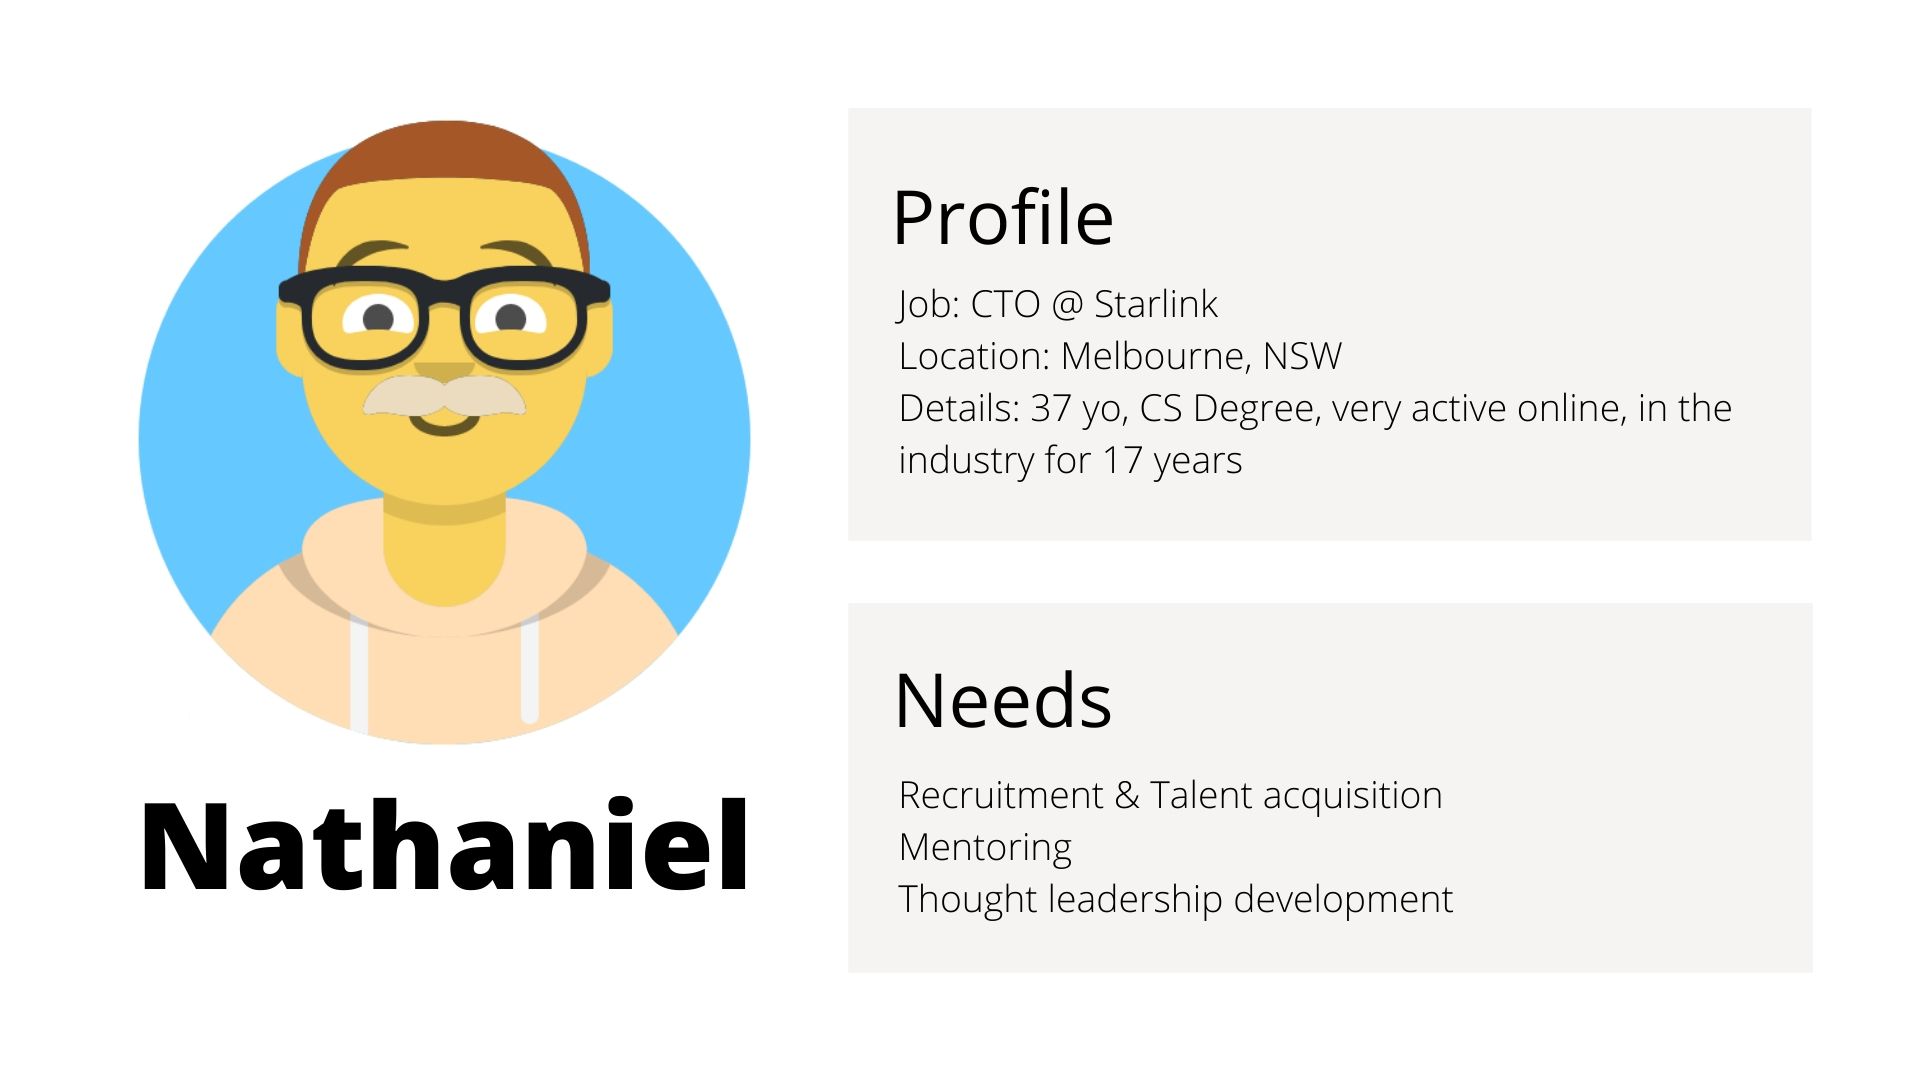 Nathaniel
Profile
Job: CTO @ Starlink
Location: Melbourne, NSW
Details: 37 yo, CS Degree, very active online, in the
industry for 17 years
Needs
Recruitment & Talent acquisition
Mentoring
Thought leadership development